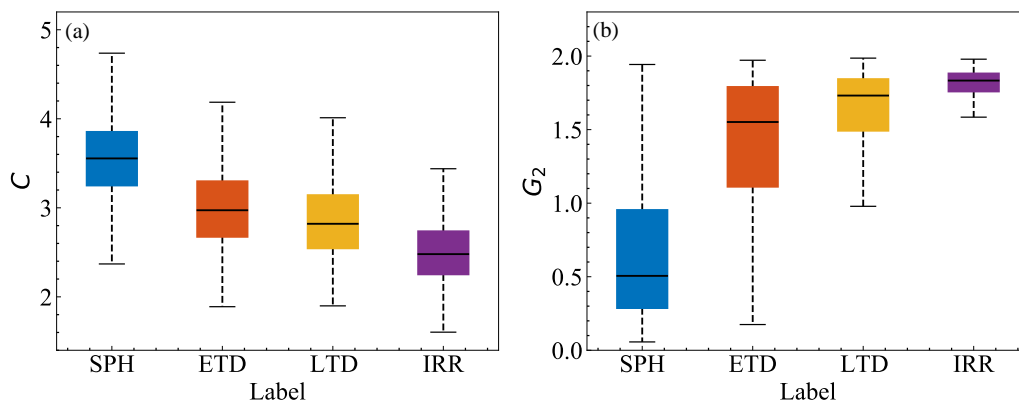 (a)
5
4
3
2
C
SPH ETD LTD IRR
Label
(b)
2.0
1.5
1.0
0.5
0.0
G₂
SPH ETD LTD IRR
Label